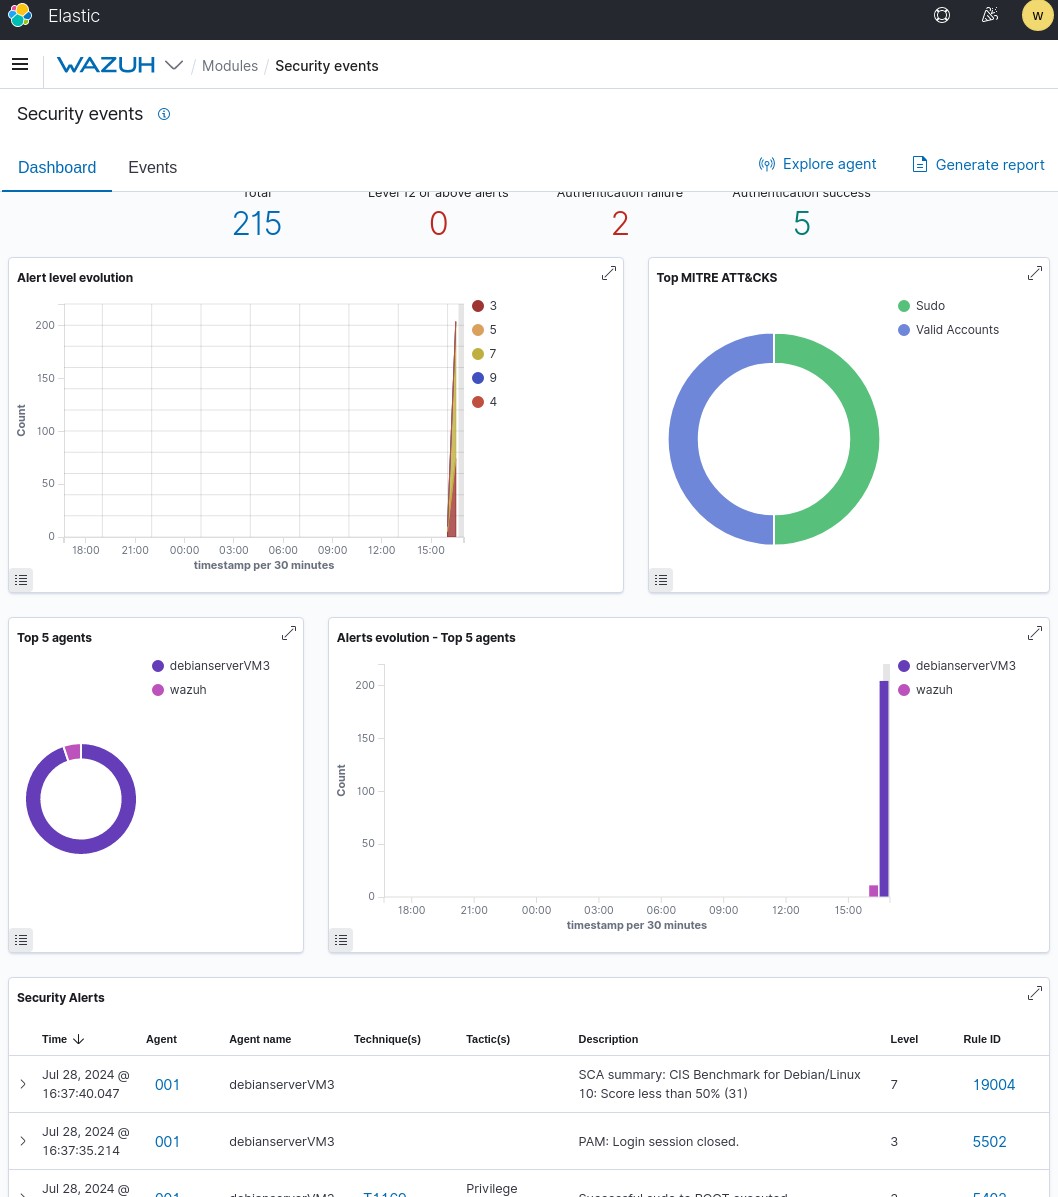 Elastic
W
WAZUH / Modules / Security events
Security events
Dashboard Events Explore agent Generate report
Total Level 12 or above alerts Authentication failure Authentication success
215 0 2 5
Alert level evolution
3
5
7
9
4
200
150
100
50
0
Count
18:00 21:00 00:00 03:00 06:00 09:00 12:00 15:00
timestamp per 30 minutes
Top MITRE ATT&CKS
Sudo
Valid Accounts
Top 5 agents
debianserverVM3
wazuh
Alerts evolution - Top 5 agents
debianserverVM3
wazuh
200
150
100
50
0
Count
18:00 21:00 00:00 03:00 06:00 09:00 12:00 15:00
timestamp per 30 minutes
Security Alerts
Time Agent Agent name Technique(s) Tactic(s) Description Level Rule ID
Jul 28, 2024 @ 
16:37:40.047 001 debianserverVM3 SCA summary: CIS Benchmark for Debian/Linux
10: Score less than 50% (31) 7 19004
Jul 28, 2024 @
16:37:35.214 001 debianserverVM3 PAM: Login session closed. 3 5502
Jul 28, 2024 @ 001 debianserverVM3 T1169 Privilege
Successful sudo to ROOT executed. 3 5402